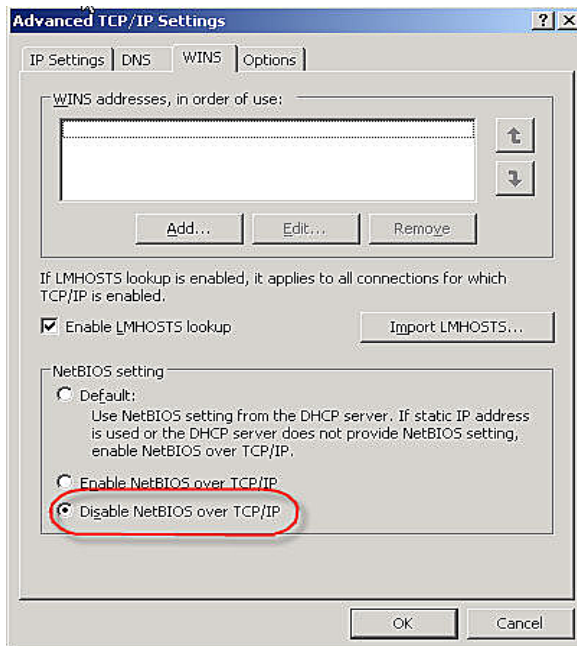 Advanced TCP/IP Settings
IP Settings DNS WINS Options
WINS addresses, in order of use:
Add... Edit... Remove
If LMHOSTS lookup is enabled, it applies to all connections for which
TCP/IP is enabled.
Enable LMHOSTS lookup Import LMHOSTS...
NetBIOS setting
Default:
Use NetBIOS setting from the DHCP server. If static IP address
is used or the DHCP server does not provide NetBIOS setting,
enable NetBIOS over TCP/IP.
Enable NetBIOS over TCP/IP
Disable NetBIOS over TCP/IP
OK Cancel